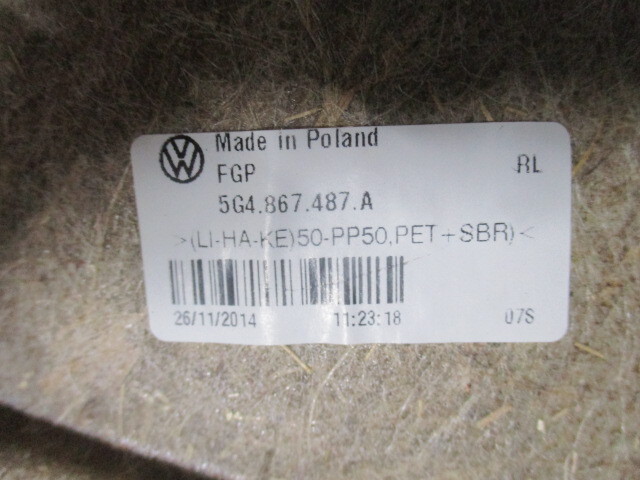 Made in Poland
FGP RL
5G4.867.487.A
>(LI-HA-KE)50-PP50,PET+SBR)<
26/11/2014 11:23:18 07S